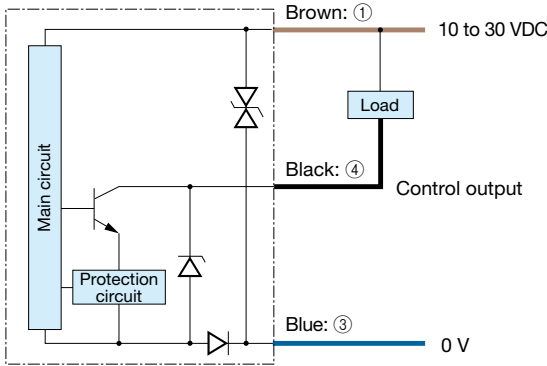 Brown: ①
10 to 30 VDC
Load
Main circuit
Black: ④
Control output
Protection
circuit
Blue: ③
0 V